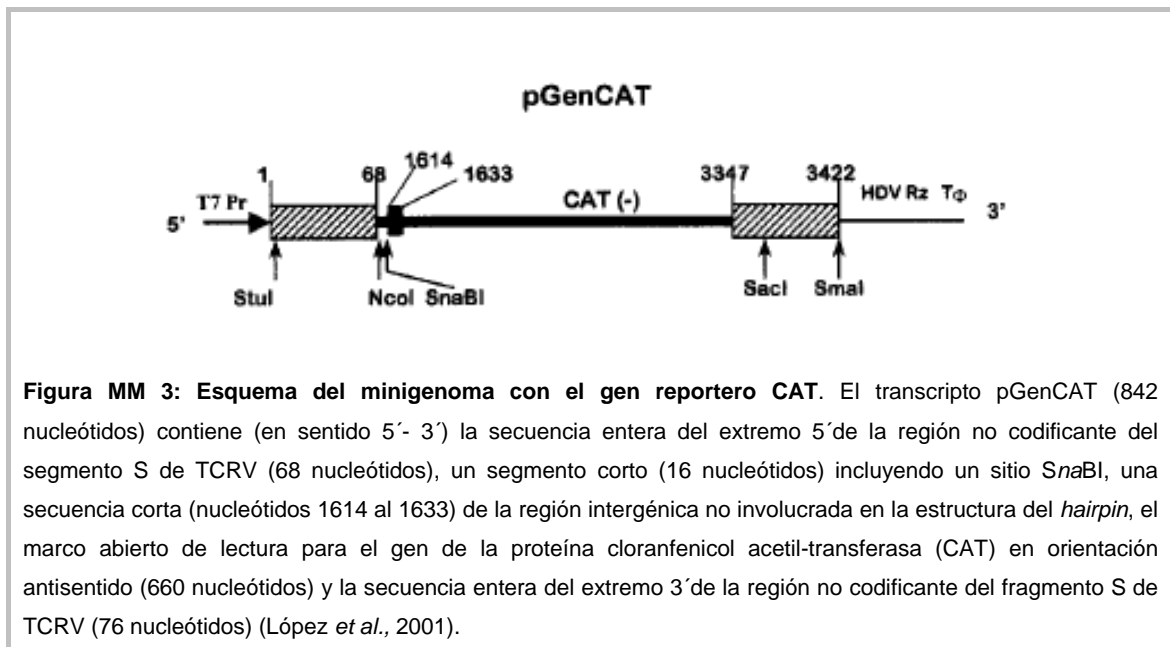 pGenCAT
1 68 1614 1633 CAT (-) 3347 3422 HDV Rz TΦ
5' T7 Pr 3'
StuI NcoI SnaBI SacI SmaI
Figura MM 3: Esquema del minigenoma con el gen reportero CAT. El transcripto pGenCAT (842
nucleótidos) contiene (en sentido 5´- 3´) la secuencia entera del extremo 5´de la región no codificante del
segmento S de TCRV (68 nucleótidos), un segmento corto (16 nucleótidos) incluyendo un sitio SnaBI, una
secuencia corta (nucleótidos 1614 al 1633) de la región intergénica no involucrada en la estructura del hairpin, el
marco abierto de lectura para el gen de la proteína cloranfenicol acetil-transferasa (CAT) en orientación
antisentido (660 nucleótidos) y la secuencia entera del extremo 3´de la región no codificante del fragmento S de
TCRV (76 nucleótidos) (López et al., 2001).